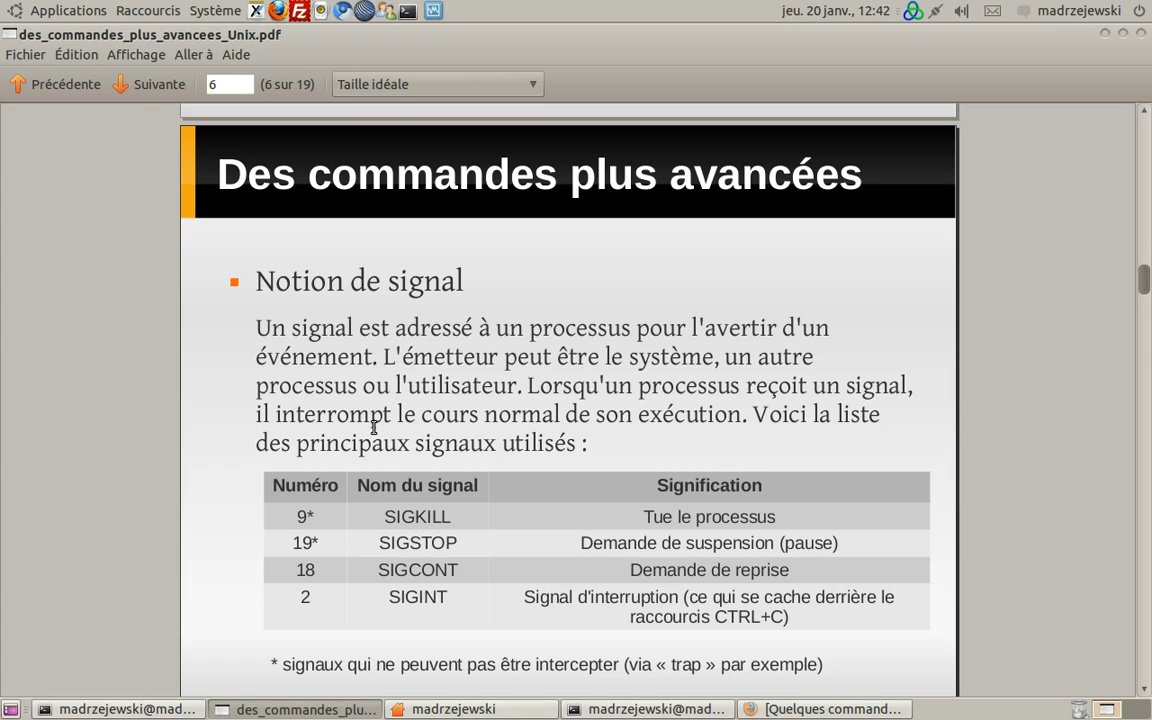 Applications Raccourcis Système jeu. 20 janv., 12:42 madrzejewski
des_commandes_plus_avancees_Unix.pdf
Fichier Édition Affichage Aller à Aide
Précédente Suivante 6 (6 sur 19) Taille idéale
Des commandes plus avancées
Notion de signal
Un signal est adressé à un processus pour l'avertir d'un
événement. L'émetteur peut être le système, un autre
processus ou l'utilisateur. Lorsqu'un processus reçoit un signal,
il interrompt le cours normal de son exécution. Voici la liste
des principaux signaux utilisés :
Numéro Nom du signal Signification
9* SIGKILL Tue le processus
19* SIGSTOP Demande de suspension (pause)
18 SIGCONT Demande de reprise
2 SIGINT Signal d'interruption (ce qui se cache derrière le
raccourcis CTRL+C)
* signaux qui ne peuvent pas être intercepter (via « trap » par exemple)
madrzejewski@mad... des_commandes_plu... madrzejewski madrzejewski@mad... [Quelques command...